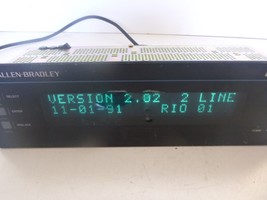 ALLEN-BRADLEY
VERSION 2.02 2 LINE
11-01-91 RIO 01